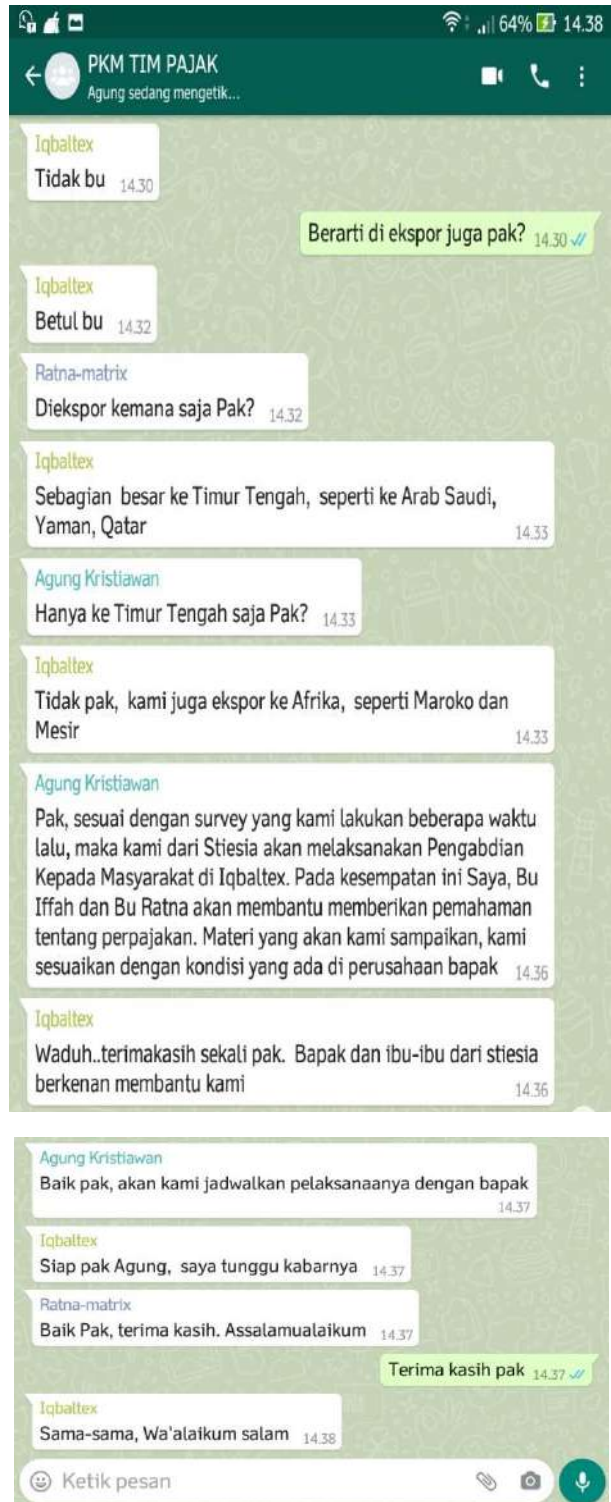 64% 14.38
PKM TIM PAJAK
Agung sedang mengetik...
Iqbaltex
Tidak bu 14.30
Berarti di ekspor juga pak? 14.30
Iqbaltex
Betul bu 14.32
Ratna-matrix
Diekspor kemana saja Pak? 14.32
Iqbaltex
Sebagian besar ke Timur Tengah, seperti ke Arab Saudi,
Yaman, Qatar 14.33
Agung Kristiawan
Hanya ke Timur Tengah saja Pak? 14.33
Iqbaltex
Tidak pak, kami juga ekspor ke Afrika, seperti Maroko dan
Mesir 14.33
Agung Kristiawan
Pak, sesuai dengan survey yang kami lakukan beberapa waktu
lalu, maka kami dari Stiesia akan melaksanakan Pengabdian
Kepada Masyarakat di Iqbaltex. Pada kesempatan ini Saya, Bu
Iffah dan Bu Ratna akan membantu memberikan pemahaman
tentang perpajakan. Materi yang akan kami sampaikan, kami
sesuaikan dengan kondisi yang ada di perusahaan bapak 14.36
Iqbaltex
Waduh..terimakasih sekali pak. Bapak dan ibu-ibu dari stiesia
berkenan membantu kami 14.36
Agung Kristiawan
Baik pak, akan kami jadwalkan pelaksanaanya dengan bapak
14.37
Iqbaltex
Siap pak Agung, saya tunggu kabarnya 14.37
Ratna-matrix
Baik Pak, terima kasih. Assalamualaikum 14.37
Terima kasih pak 14.37
Iqbaltex
Sama-sama, Wa'alaikum salam 14.38
Ketik pesan